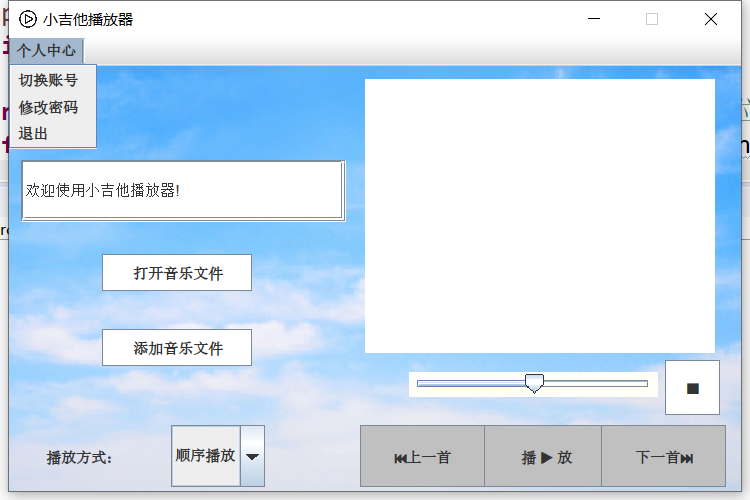 小吉他播放器
个人中心
切换账号
修改密码
退出
欢迎使用小吉他播放器!
打开音乐文件
添加音乐文件
播放方式:
顺序播放
⏮上一首
播 ▶ 放
下一首⏭